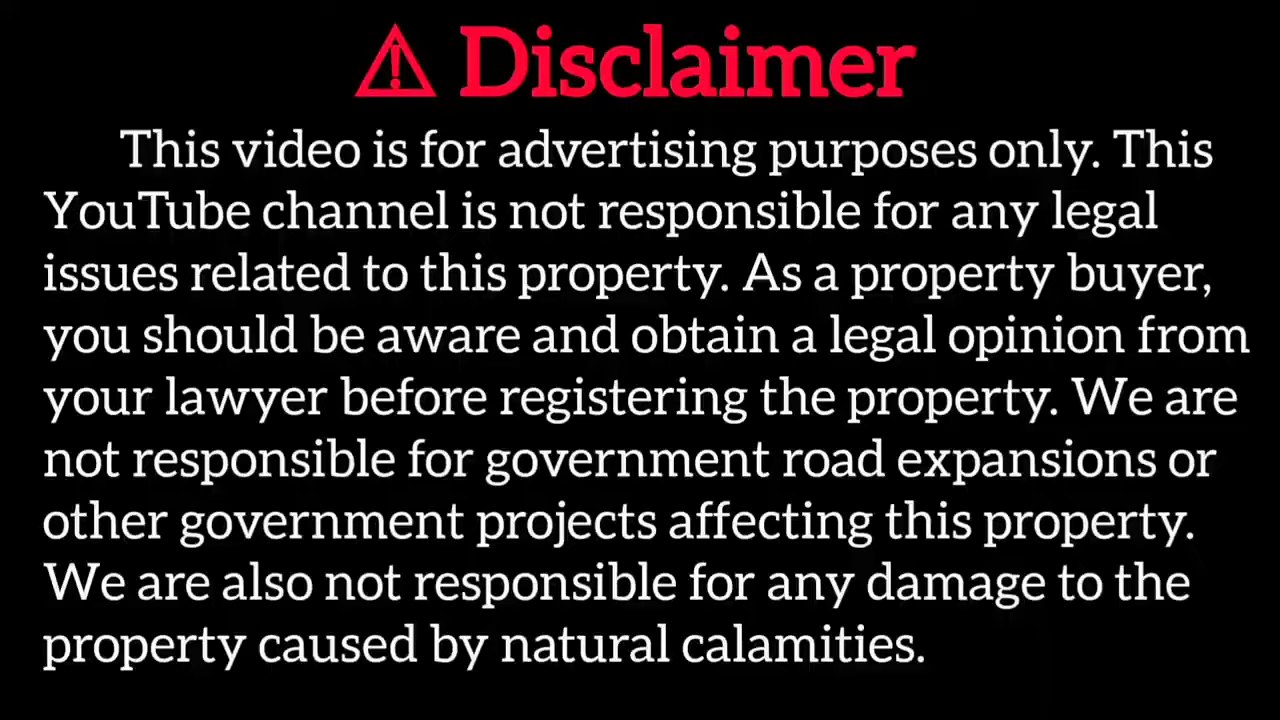 ⚠ Disclaimer
This video is for advertising purposes only. This
YouTube channel is not responsible for any legal
issues related to this property. As a property buyer,
you should be aware and obtain a legal opinion from
your lawyer before registering the property. We are
not responsible for government road expansions or
other government projects affecting this property.
We are also not responsible for any damage to the
property caused by natural calamities.